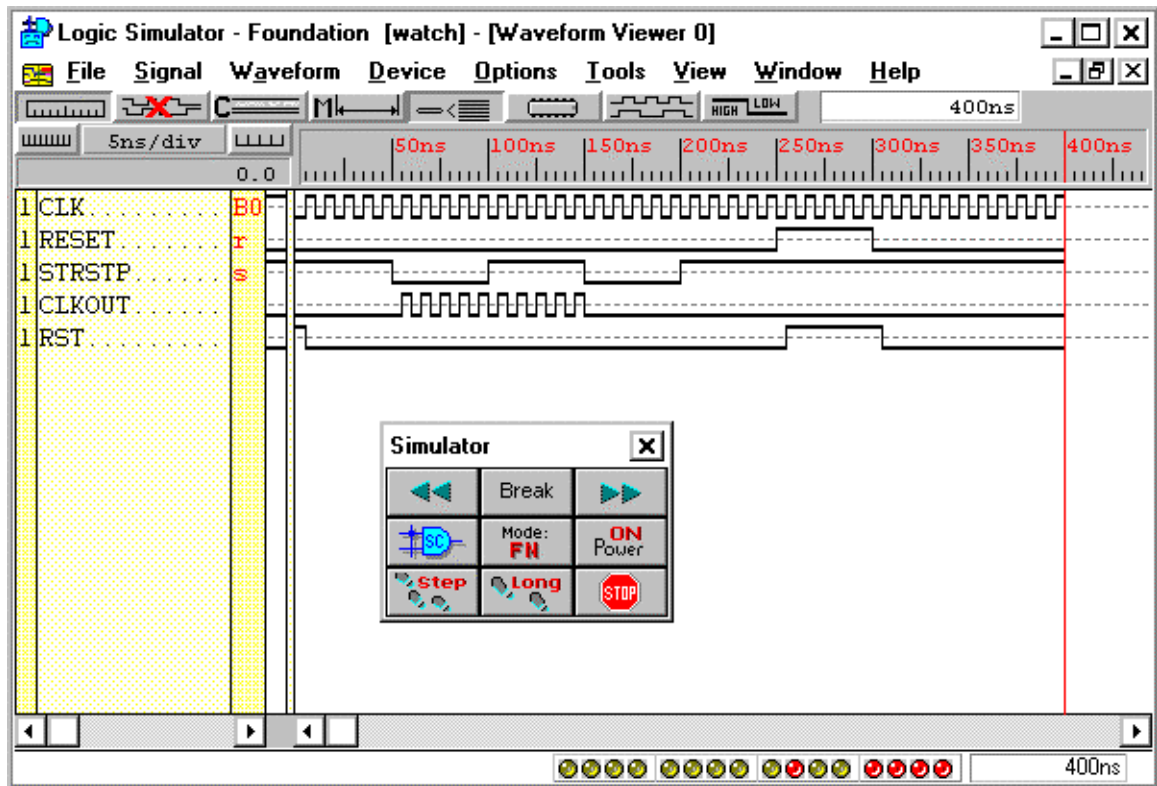 Logic Simulator - Foundation [watch] - [Waveform Viewer 0]
File Signal Waveform Device Options Tools View Window Help
C M HIGH LOW 400ns
5ns/div 50ns 100ns 150ns 200ns 250ns 300ns 350ns 400ns
0.0
1 CLK......... B0
1 RESET....... r
1 STRSTP...... s
1 CLKOUT......
1 RST.........
Simulator
Break
SC Mode: FN ON Power
Step Long STOP
400ns